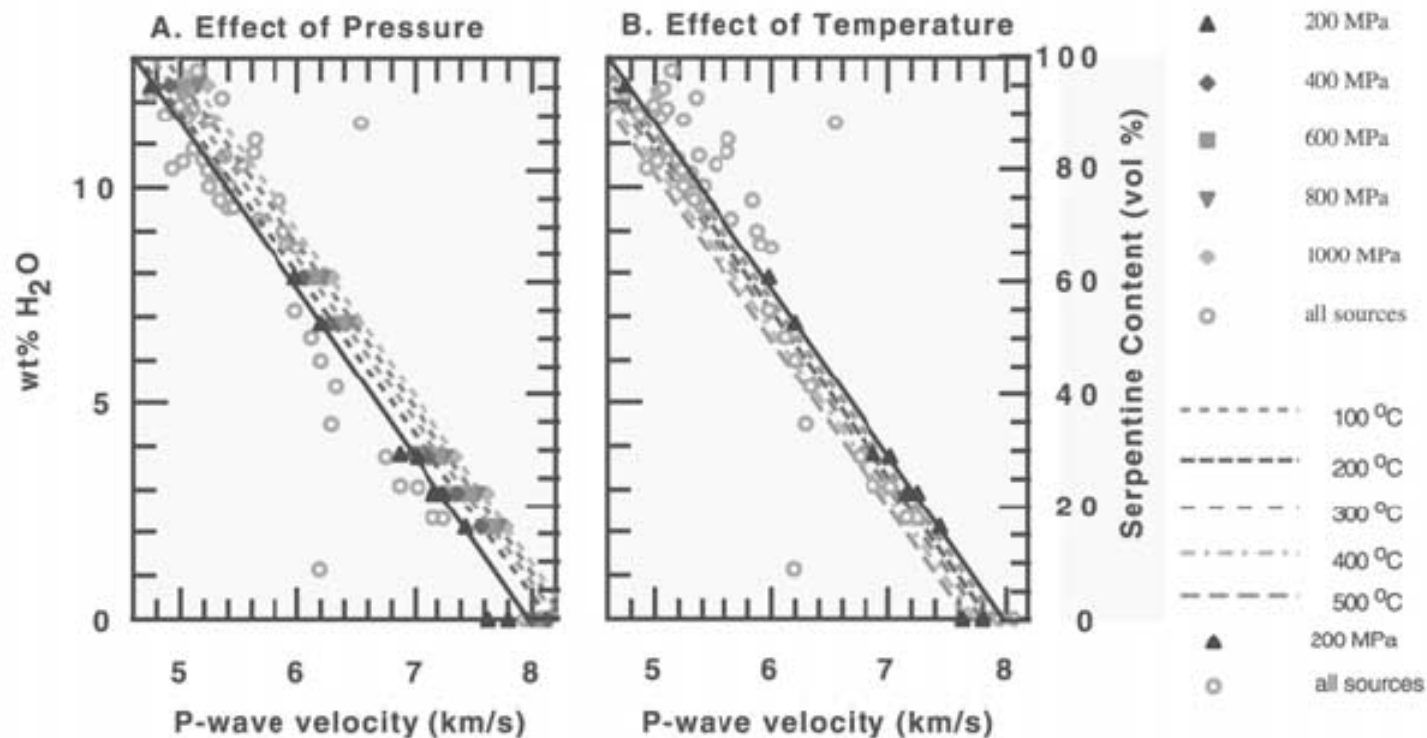 A. Effect of Pressure
B. Effect of Temperature
wt% H2O
10
5
0
5 6 7 8
P-wave velocity (km/s)
5 6 7 8
P-wave velocity (km/s)
100
80
60
40
20
0
Serpentine Content (vol %)
200 MPa
400 MPa
600 MPa
800 MPa
1000 MPa
all sources
100 °C
200 °C
300 °C
400 °C
500 °C
200 MPa
all sources